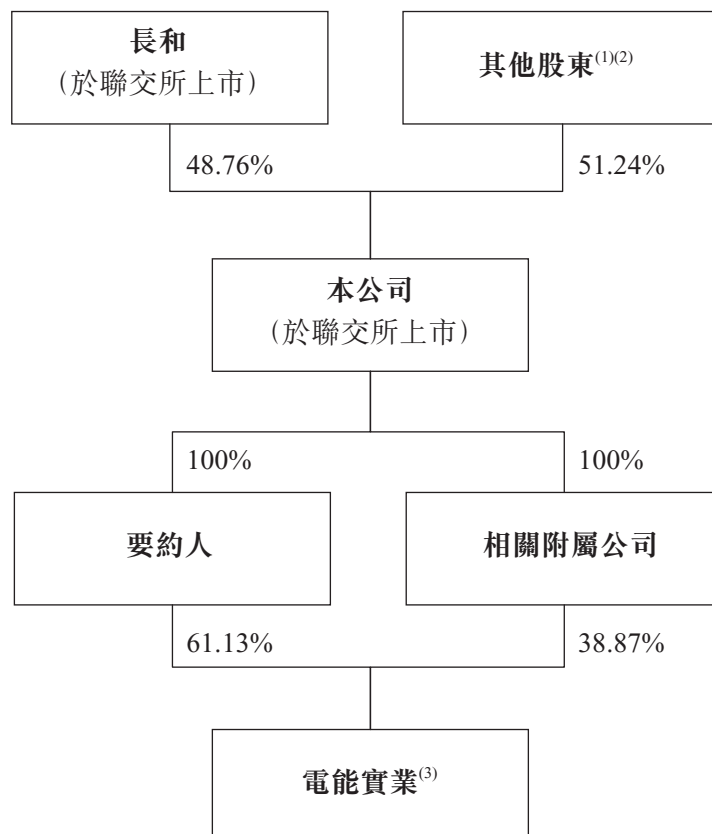 長和
（於聯交所上市）
其他股東(1)(2)
48.76%
51.24%
本公司
（於聯交所上市）
100%
100%
要約人
相關附屬公司
61.13%
38.87%
電能實業(3)